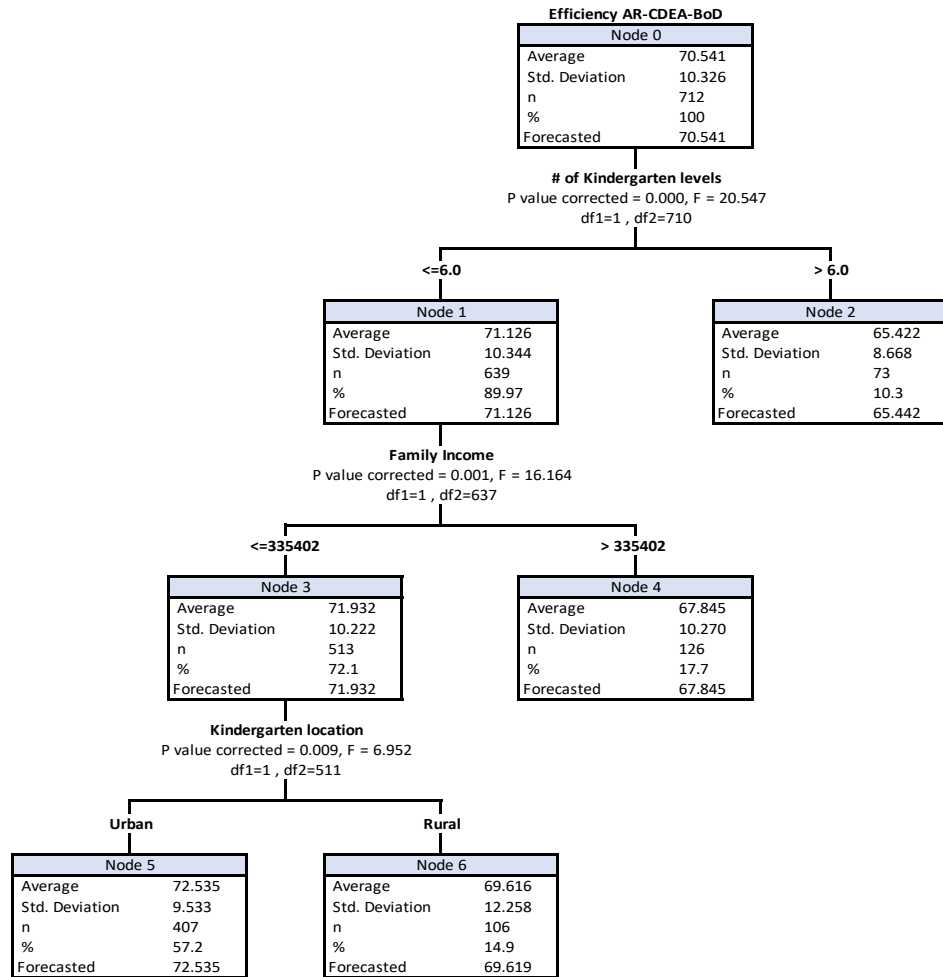 Efficiency AR-CDEA-BoD
Node 0
Average 70.541
Std. Deviation 10.326
n 712
% 100
Forecasted 70.541
# of Kindergarten levels
P value corrected = 0.000, F = 20.547
df1=1 , df2=710
<=6.0 > 6.0
Node 1
Average 71.126
Std. Deviation 10.344
n 639
% 89.97
Forecasted 71.126
Node 2
Average 65.422
Std. Deviation 8.668
n 73
% 10.3
Forecasted 65.442
Family Income
P value corrected = 0.001, F = 16.164
df1=1 , df2=637
<=335402 > 335402
Node 3
Average 71.932
Std. Deviation 10.222
n 513
% 72.1
Forecasted 71.932
Node 4
Average 67.845
Std. Deviation 10.270
n 126
% 17.7
Forecasted 67.845
Kindergarten location
P value corrected = 0.009, F = 6.952
df1=1 , df2=511
Urban Rural
Node 5
Average 72.535
Std. Deviation 9.533
n 407
% 57.2
Forecasted 72.535
Node 6
Average 69.616
Std. Deviation 12.258
n 106
% 14.9
Forecasted 69.619